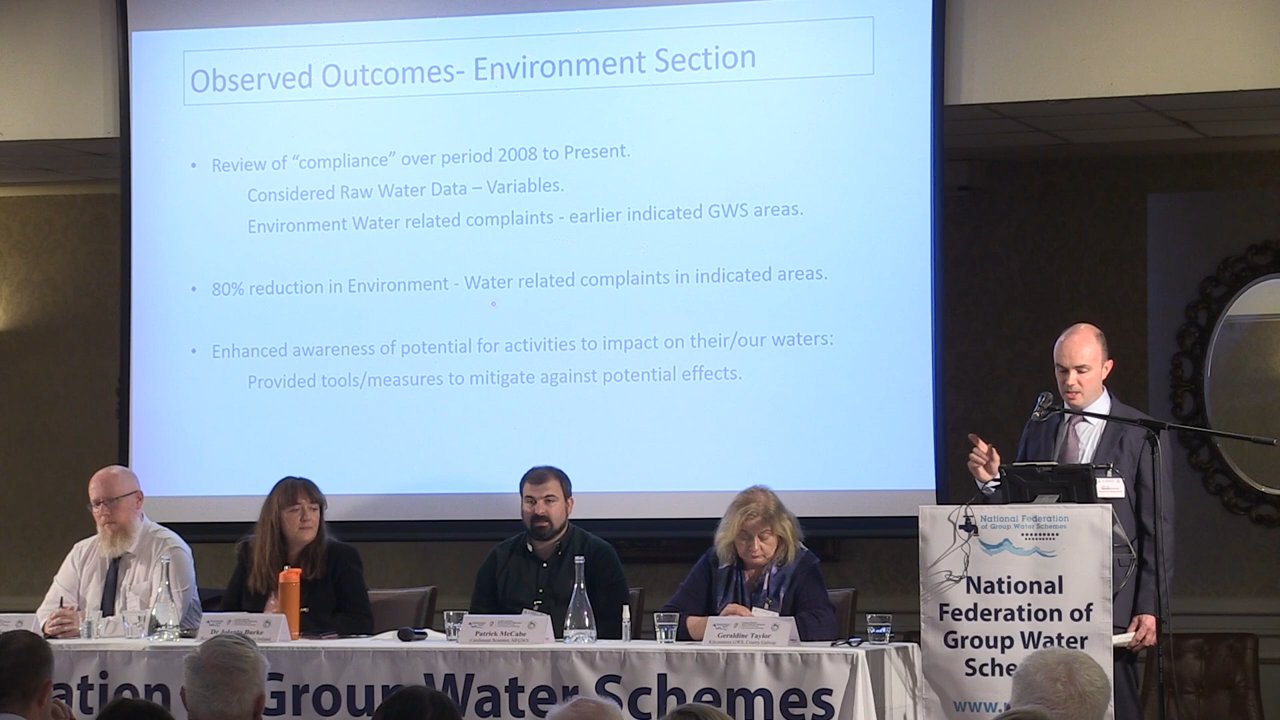 Observed Outcomes- Environment Section
• Review of “compliance” over period 2008 to Present.
Considered Raw Water Data – Variables.
Environment Water related complaints - earlier indicated GWS areas.
• 80% reduction in Environment - Water related complaints in indicated areas.
• Enhanced awareness of potential for activities to impact on their/our waters:
Provided tools/measures to mitigate against potential effects.
National Federation
of Group Water Schemes
National
Federation of
Group Water
Sche
www.
Burke
Patrick McCabe
Geraldine Taylor
ation Group Water Schemes